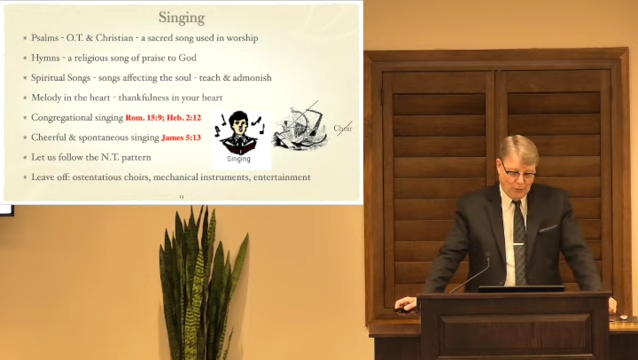 Singing
Psalms - O.T. & Christian - a sacred song used in worship
Hymns - a religious song of praise to God
Spiritual Songs - songs affecting the soul - teach & admonish
Melody in the heart - thankfulness in your heart
Congregational singing Rom. 15:9; Heb. 2:12
Choir
Cheerful & spontaneous singing James 5:13
Singing
Let us follow the N.T. pattern
Leave off: ostentatious choirs, mechanical instruments, entertainment